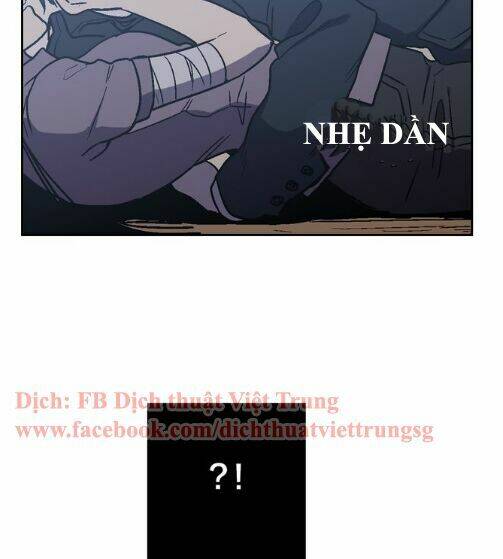 NHẸ DẦN
Dịch: FB Dịch thuật Việt Trung
www.facebook.com/dichthuatviettrungsg
?!